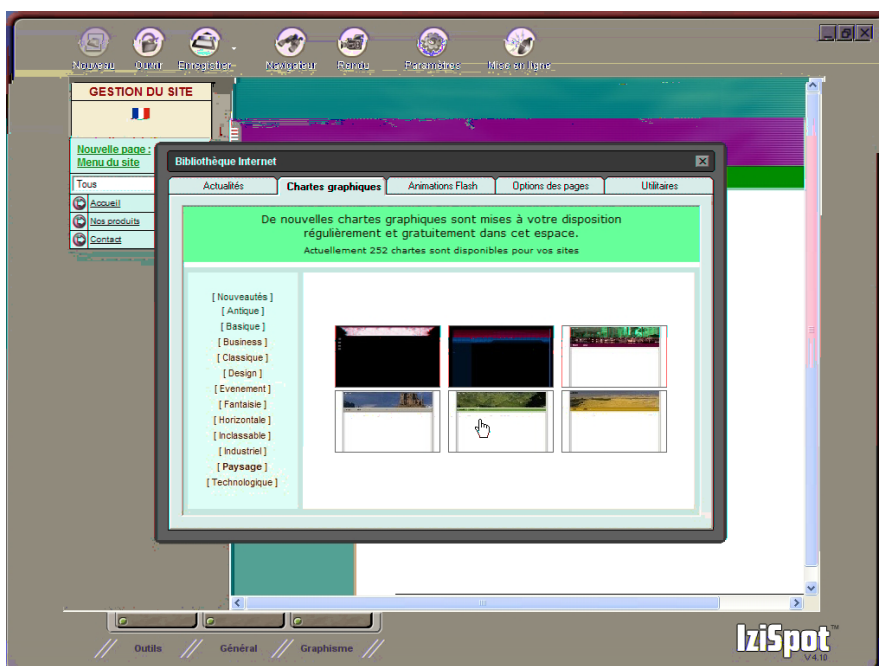 Nouveau Ouvrir Enregistrer Navigateur Rendu Paramètres Mise en ligne
GESTION DU SITE
Nouvelle page :
Menu du site
Tous
Accueil
Nos produits
Contact
Bibliothèque Internet
Actualités Chartes graphiques Animations Flash Options des pages Utilitaires
De nouvelles chartes graphiques sont mises à votre disposition
régulièrement et gratuitement dans cet espace.
Actuellement 252 chartes sont disponibles pour vos sites
[ Nouveautés ]
[ Antique ]
[ Basique ]
[ Business ]
[ Classique ]
[ Design ]
[ Evenement ]
[ Fantaisie ]
[ Horizontale ]
[ Inclassable ]
[ Industriel ]
[ Paysage ]
[ Technologique ]
// Outils // Général // Graphisme //
IziSpot™
V 4.10